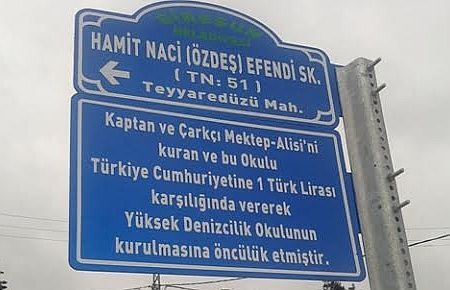 GİRESUN
BELEDİYESİ
HAMİT NACİ (ÖZDEŞ) EFENDİ SK.
( TN: 51 )
Teyyaredüzü Mah.
Kaptan ve Çarkçı Mektep-Alisi'ni
kuran ve bu Okulu
Türkiye Cumhuriyetine 1 Türk Lirası
karşılığında vererek
Yüksek Denizcilik Okulunun
kurulmasına öncülük etmiştir.